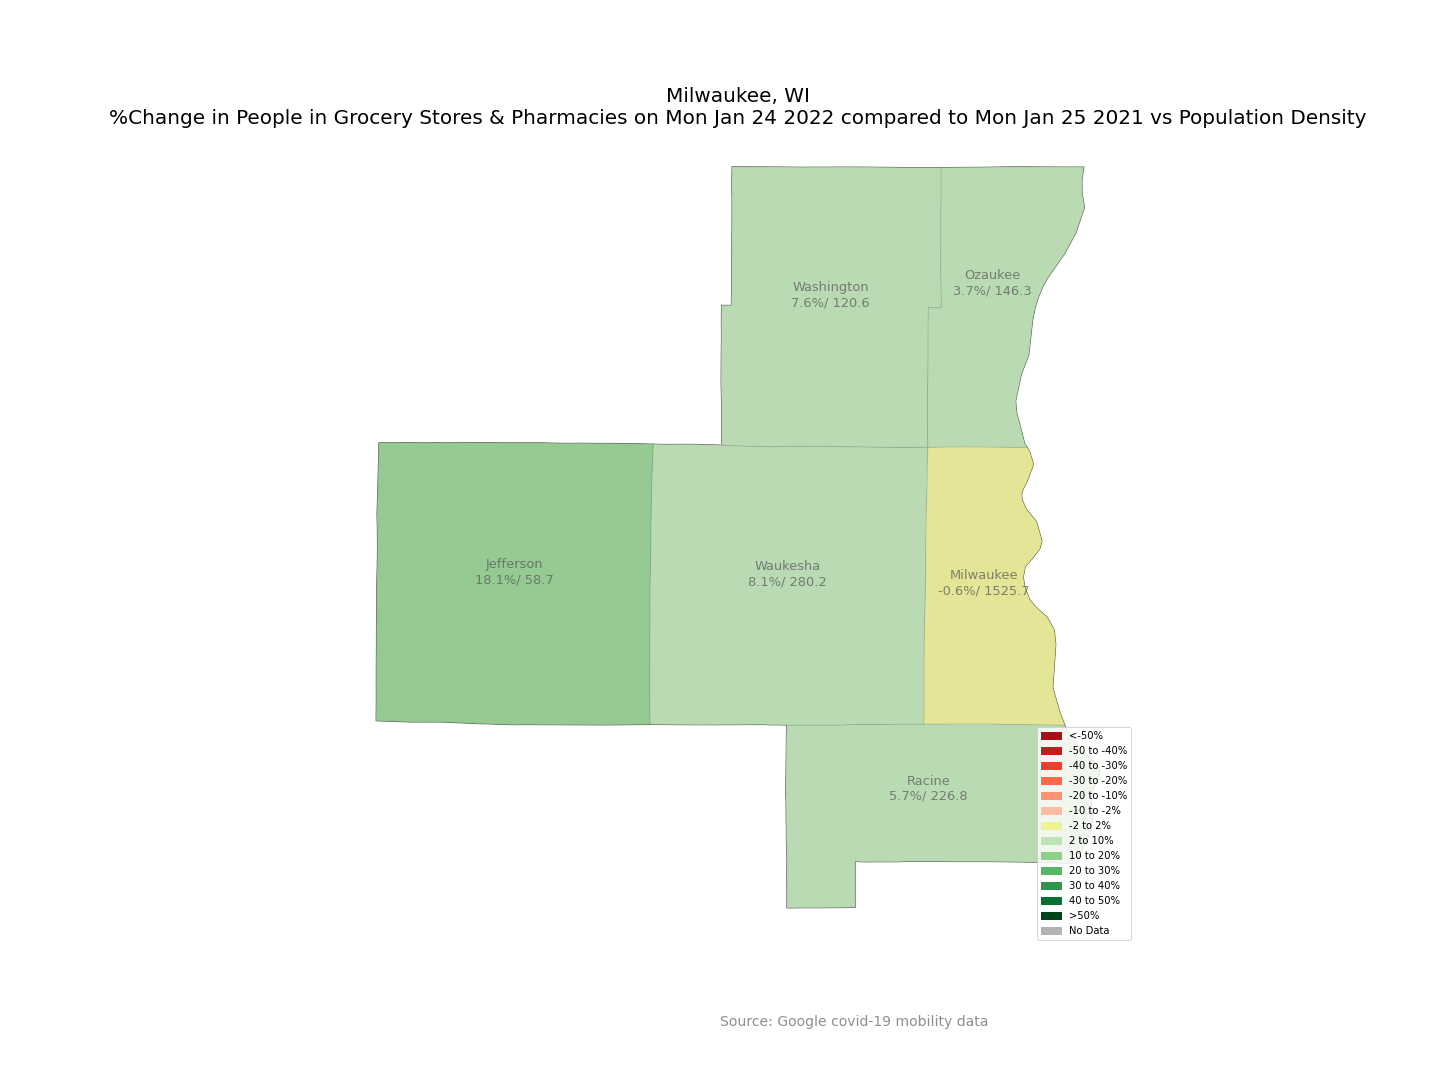 Milwaukee, WI
%Change in People in Grocery Stores & Pharmacies on Mon Jan 24 2022 compared to Mon Jan 25 2021 vs Population Density
Washington
7.6%/ 120.6
Ozaukee
3.7%/ 146.3
Jefferson
18.1%/ 58.7
Waukesha
8.1%/ 280.2
Milwaukee
-0.6%/ 1525.7
Racine
5.7%/ 226.8
<-50%
-50 to -40%
-40 to -30%
-30 to -20%
-20 to -10%
-10 to -2%
-2 to 2%
2 to 10%
10 to 20%
20 to 30%
30 to 40%
40 to 50%
>50%
No Data
Source: Google covid-19 mobility data